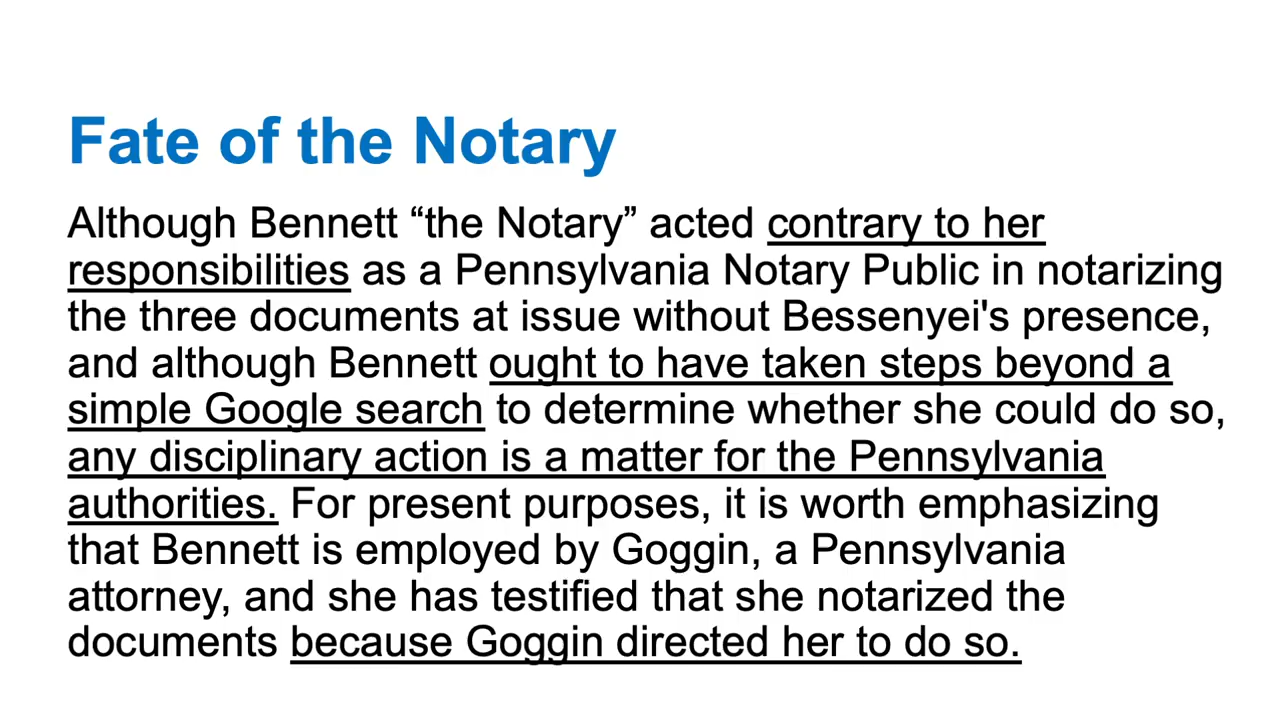 Fate of the Notary
Although Bennett “the Notary” acted contrary to her
responsibilities as a Pennsylvania Notary Public in notarizing
the three documents at issue without Bessenyei's presence,
and although Bennett ought to have taken steps beyond a
simple Google search to determine whether she could do so,
any disciplinary action is a matter for the Pennsylvania
authorities. For present purposes, it is worth emphasizing
that Bennett is employed by Goggin, a Pennsylvania
attorney, and she has testified that she notarized the
documents because Goggin directed her to do so.